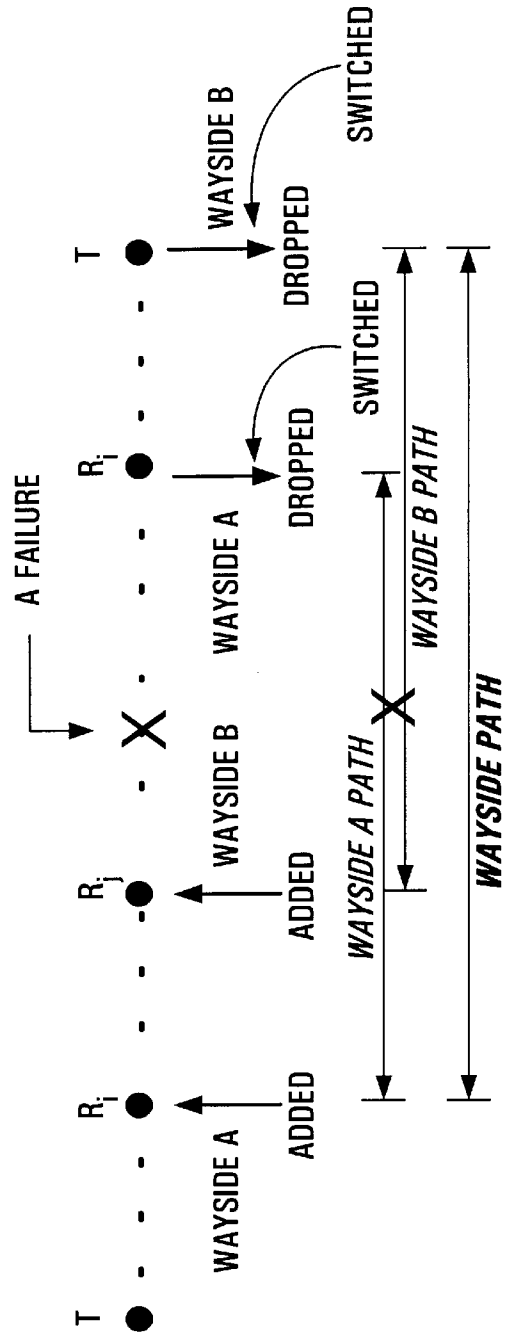 A FAILURE
T
R_i
R_j
X
R_i
T
WAYSIDE A
WAYSIDE B
WAYSIDE A
WAYSIDE B
ADDED
ADDED
DROPPED
DROPPED
SWITCHED
SWITCHED
WAYSIDE A PATH
X
WAYSIDE B PATH
WAYSIDE PATH